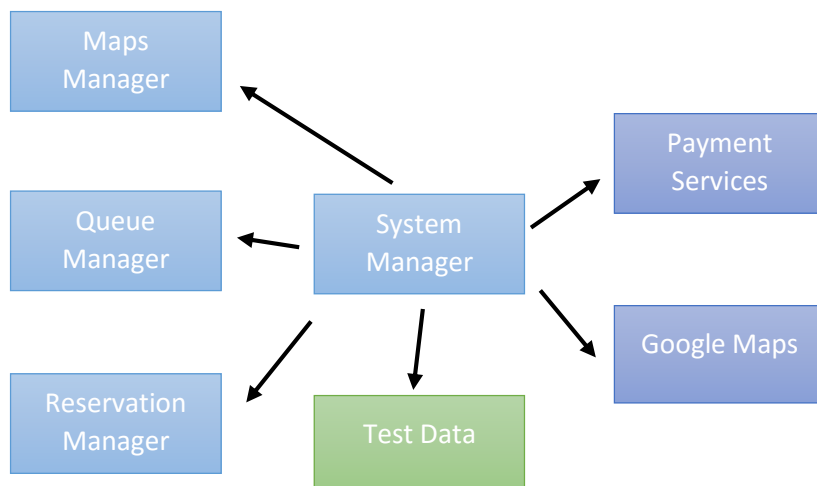 Maps
Manager
Payment
Services
Queue
Manager
System
Manager
Google Maps
Reservation
Manager
Test Data